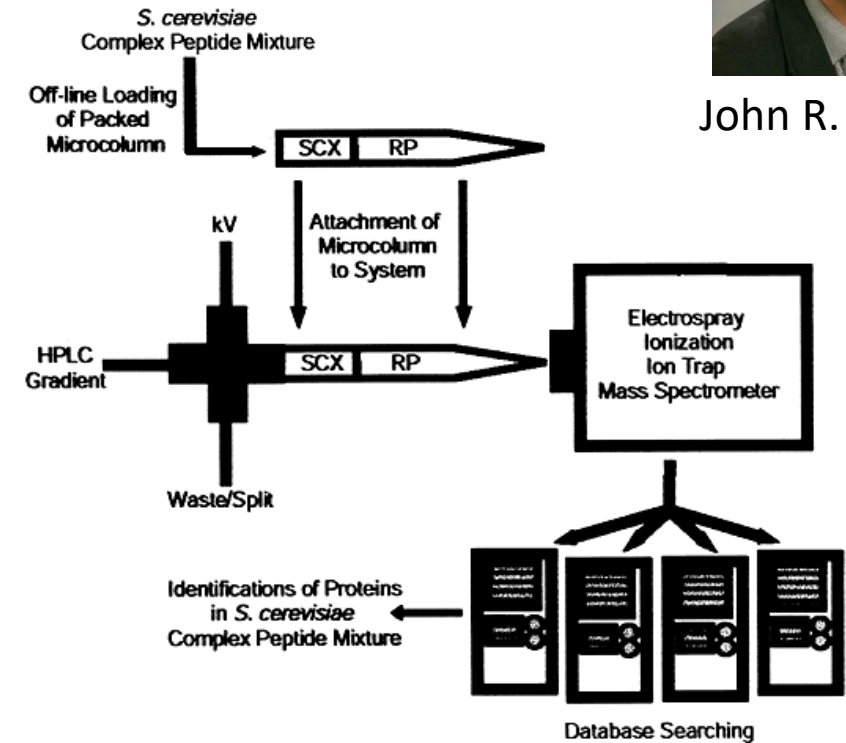 S. cerevisiae
Complex Peptide Mixture
Off-line Loading
of Packed
Microcolumn
John R.
SCX
RP
kV
Attachment of
Microcolumn
to System
HPLC
Gradient
SCX
RP
Electrospray
Ionization
Ion Trap
Mass Spectrometer
Waste/Split
Identifications of Proteins
in S. cerevisiae
Complex Peptide Mixture
Database Searching